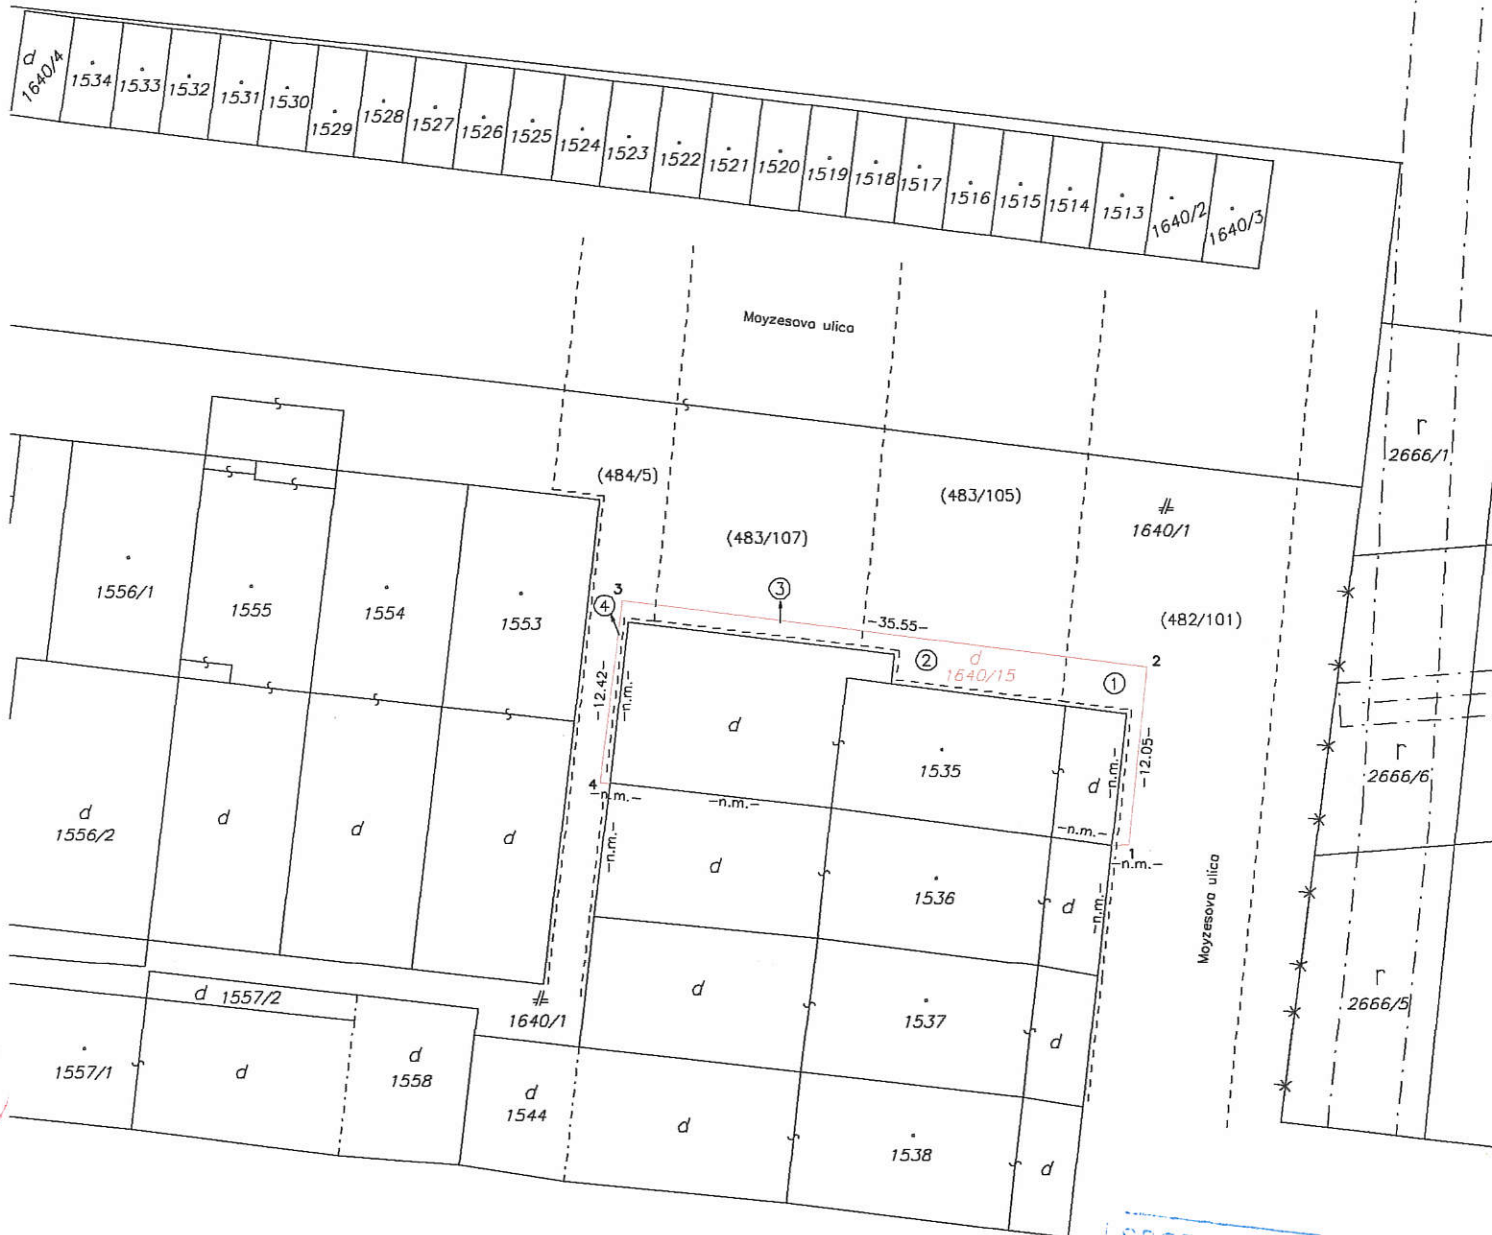 d
1640/4
1534
1533
1532
1531
1530
1529
1528
1527
1526
1525
1524
1523
1522
1521
1520
1519
1518
1517
1516
1515
1514
1513
1640/2
1640/3
Moyzesova ulica
r
2666/1
(484/5)
(483/107)
(483/105)
1640/1
(482/101)
1556/1
1555
1554
1553
3
4
3
-35.55-
2
d
1640/15
1
2
-12.42-
-n.m.-
d
1535
d
-n.m.-
-12.05-
4
-n.m.-
-n.m.-
-n.m.-
1
-n.m.-
r
2666/6
d
1556/2
d
d
d
-n.m.-
d
1536
d
-n.m.-
Moyzesova ulica
d 1557/2
1640/1
d
1537
d
r
2666/5
1557/1
d
d
1558
d
1544
d
1538
d